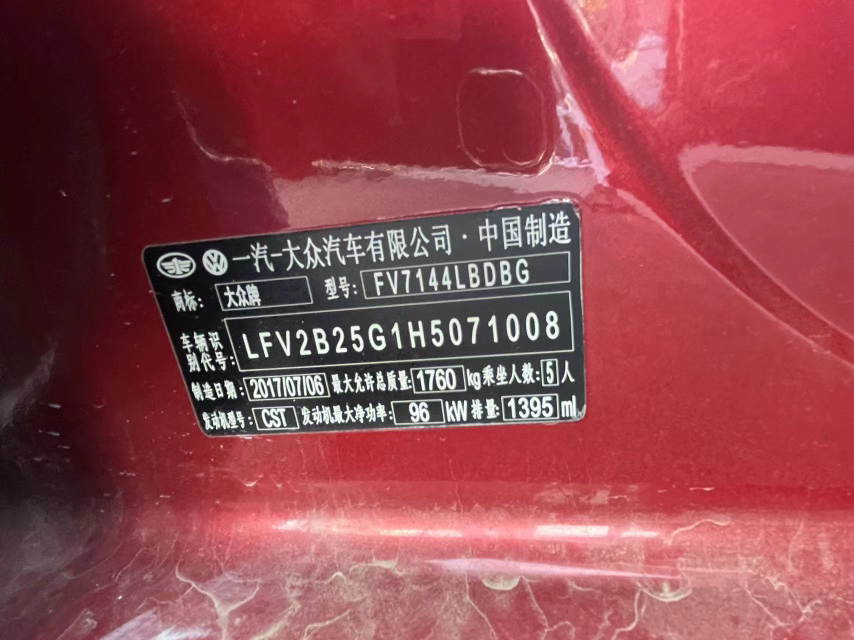 一汽-大众汽车有限公司·中国制造
商标: 大众牌 型号: FV7144LBDBG
车辆识别代号: LFV2B25G1H5071008
制造日期: 2017/07/06 最大允许总质量: 1760 kg 乘坐人数: 5 人
发动机型号: CST 发动机最大净功率: 96 kW 排量: 1395 ml